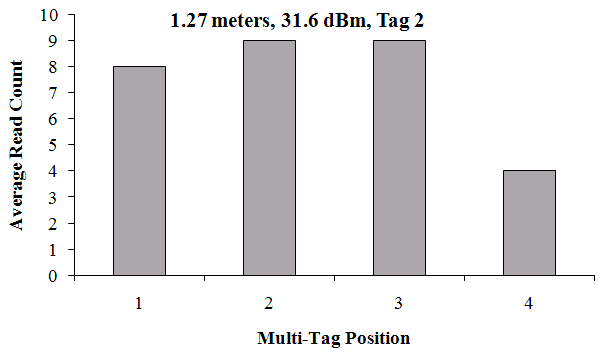 1.27 meters, 31.6 dBm, Tag 2
Average Read Count
10
9
8
7
6
5
4
3
2
1
0
1 2 3 4
Multi-Tag Position